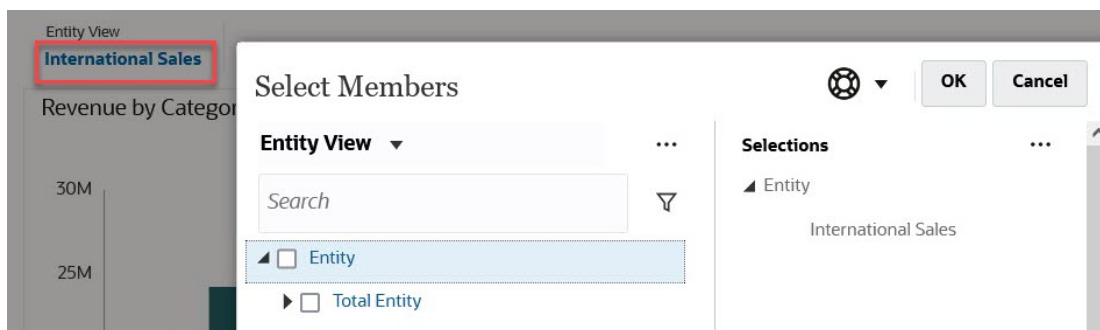 Entity View
International Sales
Revenue by Categor
30M
25M
Select Members
OK
Cancel
Entity View
Search
Entity
Total Entity
Selections
Entity
International Sales